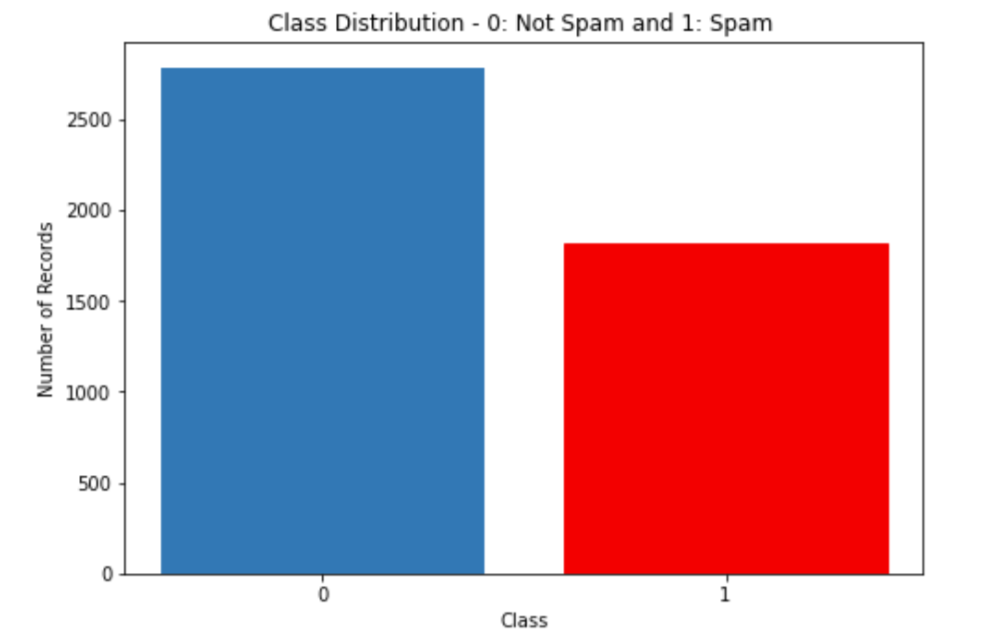 Class Distribution - 0: Not Spam and 1: Spam
Number of Records
2500
2000
1500
1000
500
0
0 1
Class